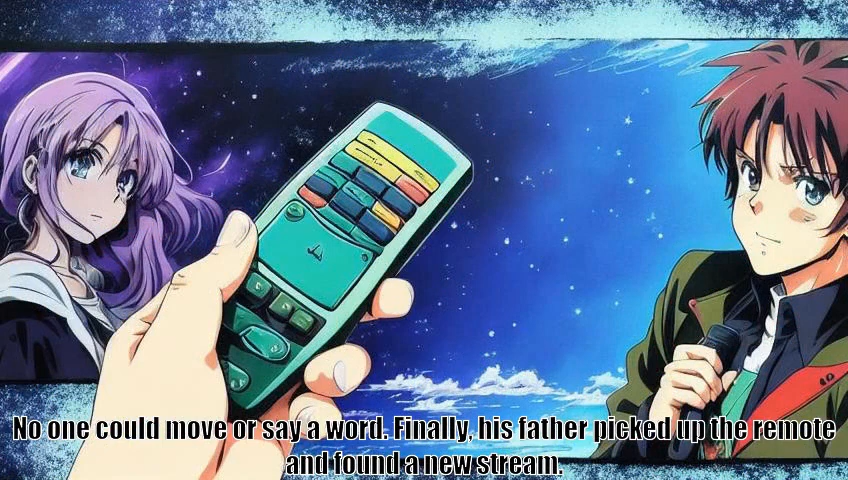 No one could move or say a word. Finally, his father picked up the remote
and found a new stream.